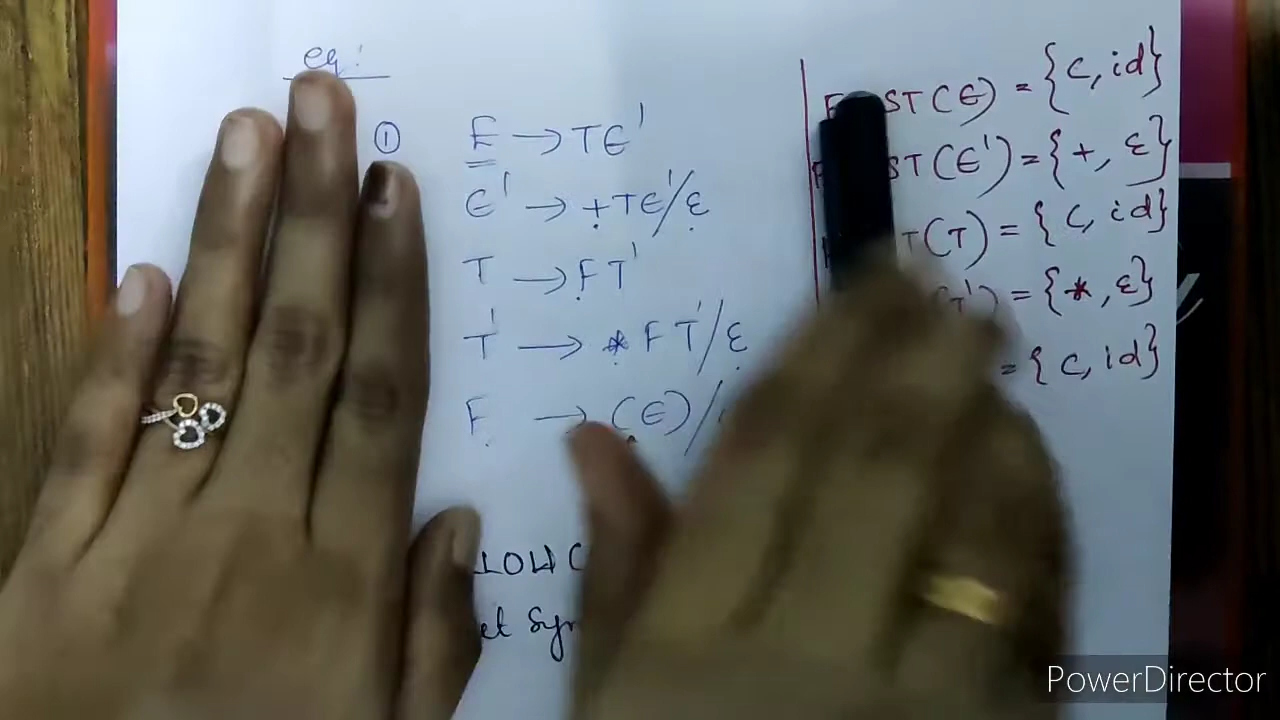 eg:
① E → TE'
E' → +TE'/ε
T → FT'
T' → *FT'/ε
F → (E)/
ST(E) = {(, id}
ST(E') = {+, ε}
T(T) = {(, id}
(T') = {*, ε}
= {(, id}
PowerDirector